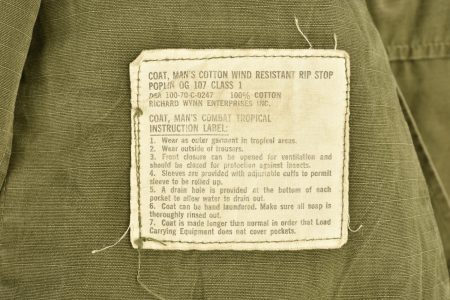 COAT, MAN'S COTTON WIND RESISTANT RIP STOP
POPLIN OG 107 CLASS 1
DSA 100-70-C-0247 100% COTTON
RICHARD WYNN ENTERPRISES INC.
COAT, MAN'S COMBAT TROPICAL
INSTRUCTION LABEL:
1. Wear as outer garment in tropical areas.
2. Wear outside of trousers.
3. Front closure can be opened for ventilation and
should be closed for protection against insects.
4. Sleeves are provided with adjustable cuffs to permit
sleeve to be rolled up.
5. A drain hole is provided at the bottom of each
pocket to allow water to drain out.
6. Coat can be hand laundered. Make sure all soap is
thoroughly rinsed out.
7. Coat is made longer than normal in order that Load
Carrying Equipment does not cover pockets.